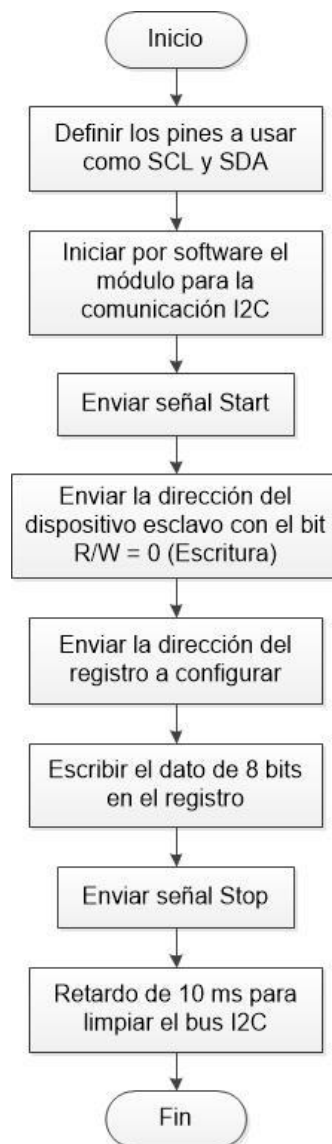 Inicio
Definir los pines a usar
como SCL y SDA
Iniciar por software el
módulo para la
comunicación I2C
Enviar señal Start
Enviar la dirección del
dispositivo esclavo con el bit
R/W = 0 (Escritura)
Enviar la dirección del
registro a configurar
Escribir el dato de 8 bits
en el registro
Enviar señal Stop
Retardo de 10 ms para
limpiar el bus I2C
Fin